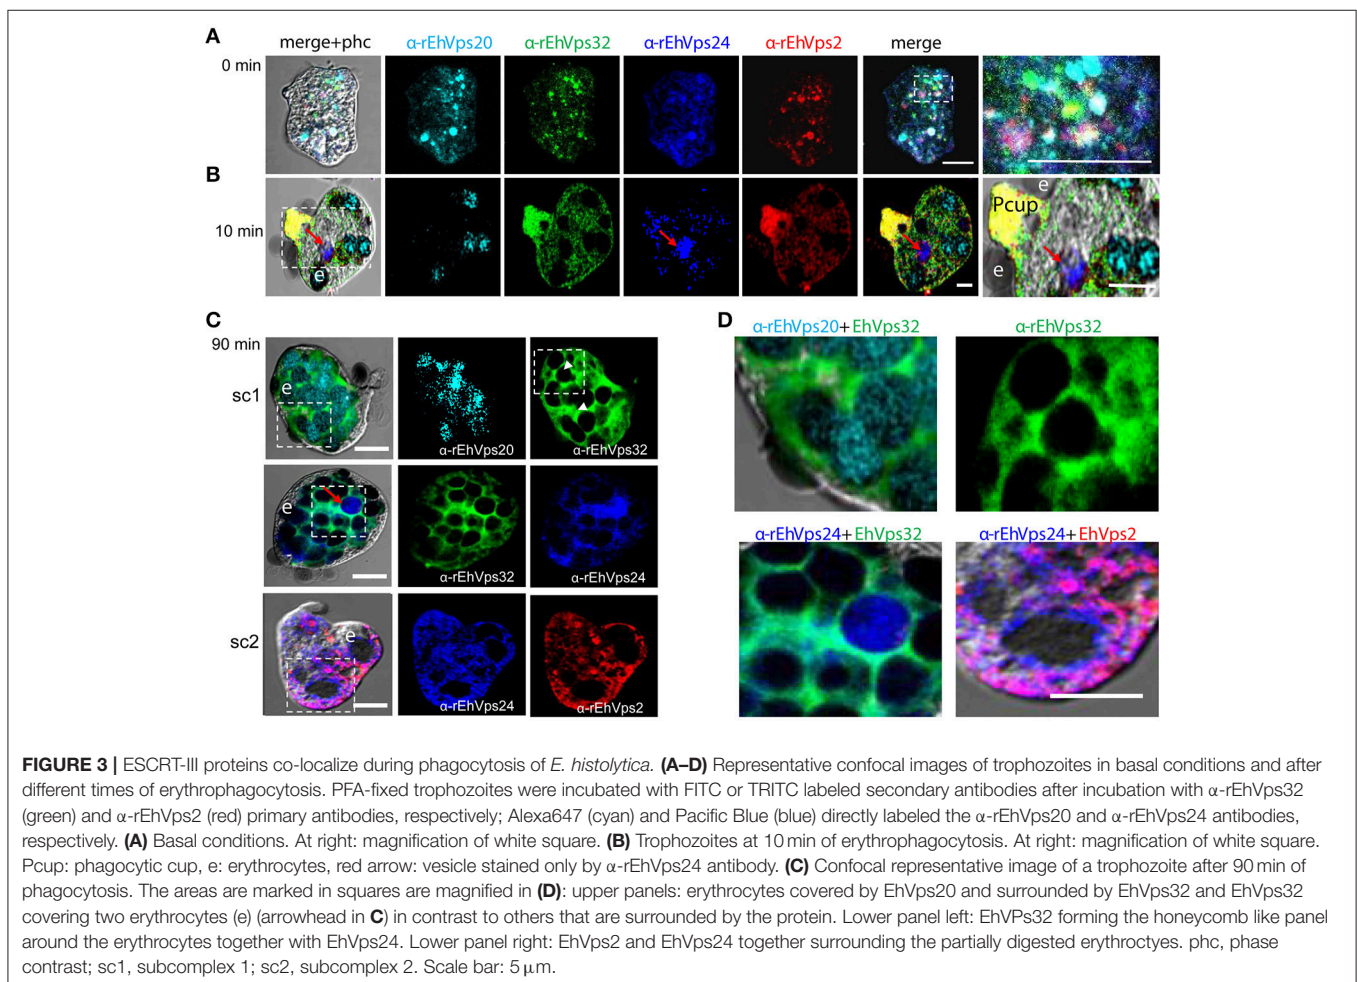 A
merge+phc
α-rEhVps20
α-rEhVps32
α-rEhVps24
α-rEhVps2
merge
0 min
B
10 min
e
e
Pcup
e
C
D
90 min
sc1
e
α-rEhVps20
α-rEhVps32
e
α-rEhVps32
α-rEhVps24
sc2
e
α-rEhVps24
α-rEhVps2
α-rEhVps20+EhVps32
α-rEhVps32
α-rEhVps24+EhVps32
α-rEhVps24+EhVps2
FIGURE 3 | ESCRT-III proteins co-localize during phagocytosis of E. histolytica. (A–D) Representative confocal images of trophozoites in basal conditions and after
different times of erythrophagocytosis. PFA-fixed trophozoites were incubated with FITC or TRITC labeled secondary antibodies after incubation with α-rEhVps32
(green) and α-rEhVps2 (red) primary antibodies, respectively; Alexa647 (cyan) and Pacific Blue (blue) directly labeled the α-rEhVps20 and α-rEhVps24 antibodies,
respectively. (A) Basal conditions. At right: magnification of white square. (B) Trophozoites at 10 min of erythrophagocytosis. At right: magnification of white square.
Pcup: phagocytic cup, e: erythrocytes, red arrow: vesicle stained only by α-rEhVps24 antibody. (C) Confocal representative image of a trophozoite after 90 min of
phagocytosis. The areas are marked in squares are magnified in (D): upper panels: erythrocytes covered by EhVps20 and surrounded by EhVps32 and EhVps32
covering two erythrocytes (e) (arrowhead in C) in contrast to others that are surrounded by the protein. Lower panel left: EhVPs32 forming the honeycomb like panel
around the erythrocytes together with EhVps24. Lower panel right: EhVps2 and EhVps24 together surrounding the partially digested erythroctyes. phc, phase
contrast; sc1, subcomplex 1; sc2, subcomplex 2. Scale bar: 5 μm.